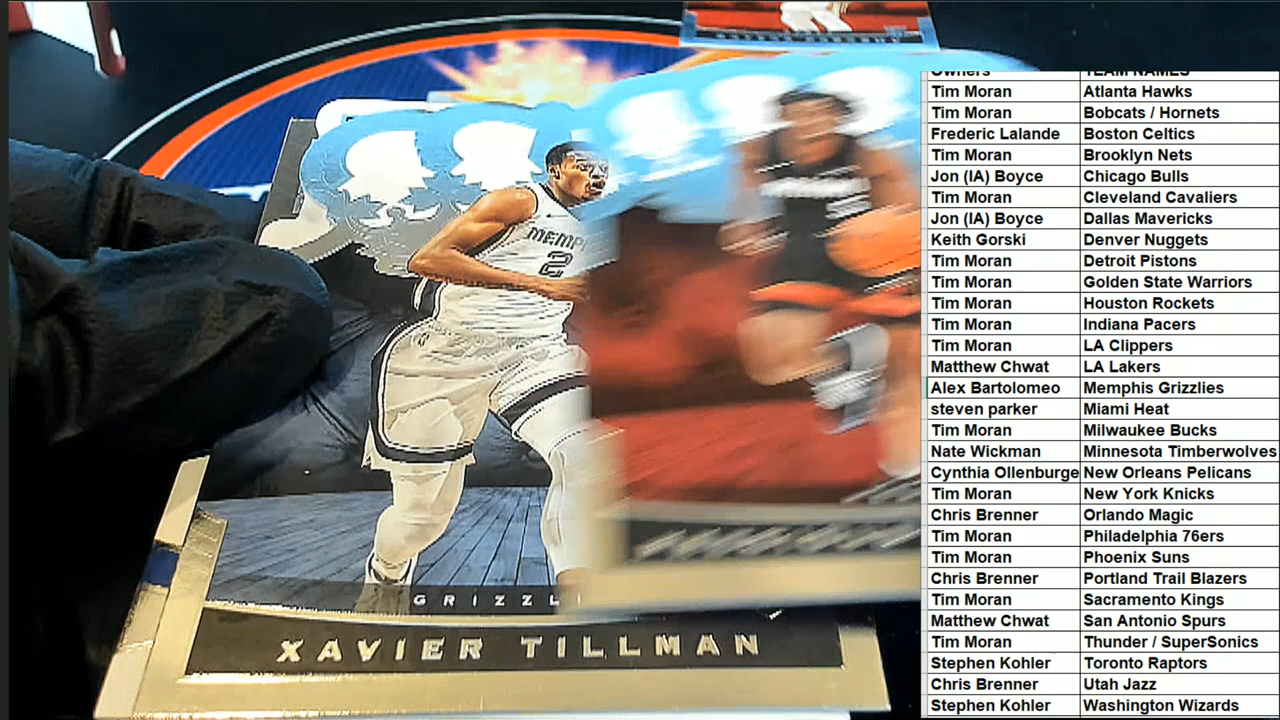 MEMP
2
GRIZZL
XAVIER TILLMAN
Owners TEAM NAMES
Tim Moran Atlanta Hawks
Tim Moran Bobcats / Hornets
Frederic Lalande Boston Celtics
Tim Moran Brooklyn Nets
Jon (IA) Boyce Chicago Bulls
Tim Moran Cleveland Cavaliers
Jon (IA) Boyce Dallas Mavericks
Keith Gorski Denver Nuggets
Tim Moran Detroit Pistons
Tim Moran Golden State Warriors
Tim Moran Houston Rockets
Tim Moran Indiana Pacers
Tim Moran LA Clippers
Matthew Chwat LA Lakers
Alex Bartolomeo Memphis Grizzlies
steven parker Miami Heat
Tim Moran Milwaukee Bucks
Nate Wickman Minnesota Timberwolves
Cynthia Ollenburge New Orleans Pelicans
Tim Moran New York Knicks
Chris Brenner Orlando Magic
Tim Moran Philadelphia 76ers
Tim Moran Phoenix Suns
Chris Brenner Portland Trail Blazers
Tim Moran Sacramento Kings
Matthew Chwat San Antonio Spurs
Tim Moran Thunder / SuperSonics
Stephen Kohler Toronto Raptors
Chris Brenner Utah Jazz
Stephen Kohler Washington Wizards